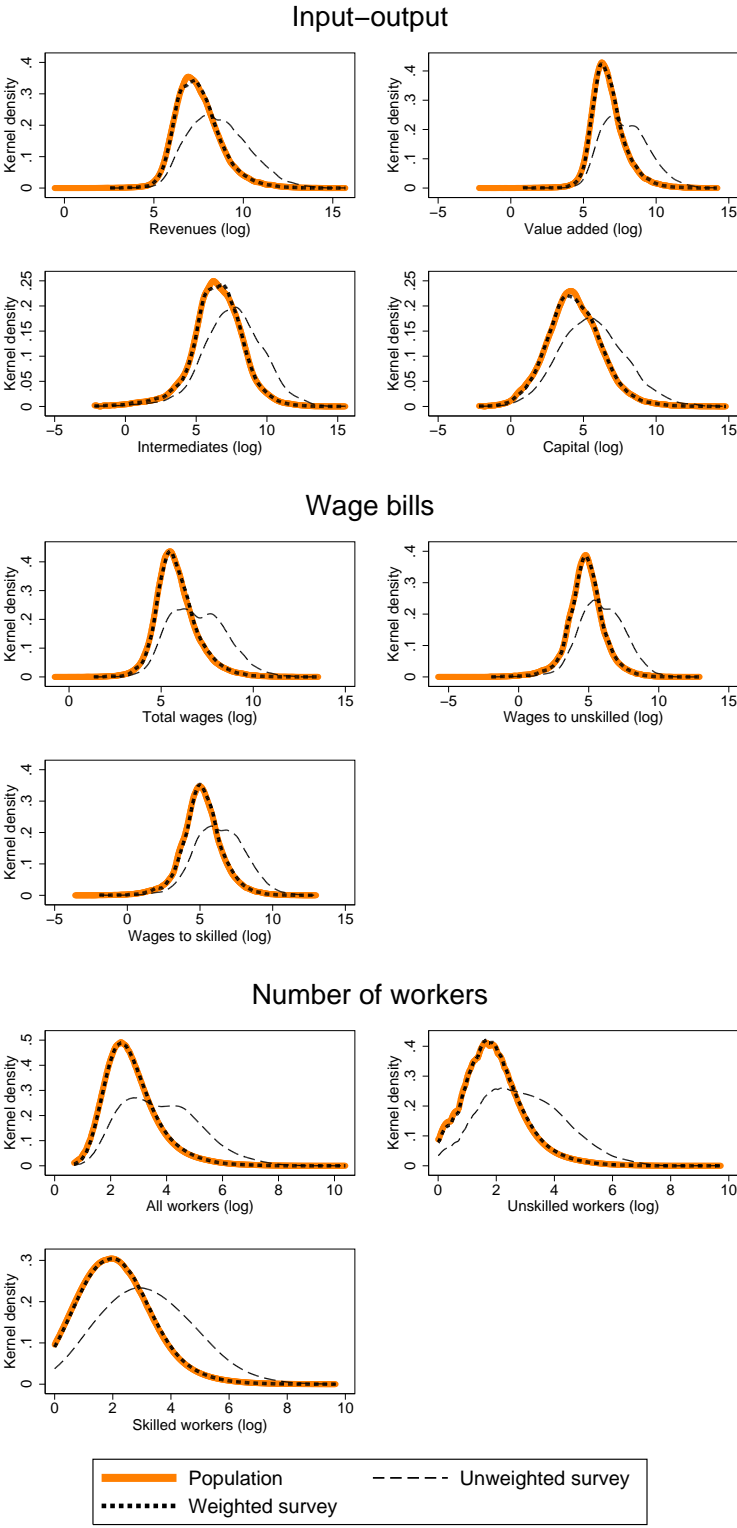 Input−output
Kernel density
0 .1 .2 .3 .4
0 5 10 15
Revenues (log)
Kernel density
0 .1 .2 .3 .4
−5 0 5 10 15
Value added (log)
Kernel density
0 .05 .1 .15 .2 .25
−5 0 5 10 15
Intermediates (log)
Kernel density
0 .05 .1 .15 .2 .25
−5 0 5 10 15
Capital (log)
Wage bills
Kernel density
0 .1 .2 .3 .4
0 5 10 15
Total wages (log)
Kernel density
0 .1 .2 .3 .4
−5 0 5 10 15
Wages to unskilled (log)
Kernel density
0 .1 .2 .3 .4
−5 0 5 10 15
Wages to skilled (log)
Number of workers
Kernel density
0 .1 .2 .3 .4 .5
0 2 4 6 8 10
All workers (log)
Kernel density
0 .1 .2 .3 .4
0 2 4 6 8 10
Unskilled workers (log)
Kernel density
0 .1 .2 .3
0 2 4 6 8 10
Skilled workers (log)
Population
Unweighted survey
Weighted survey